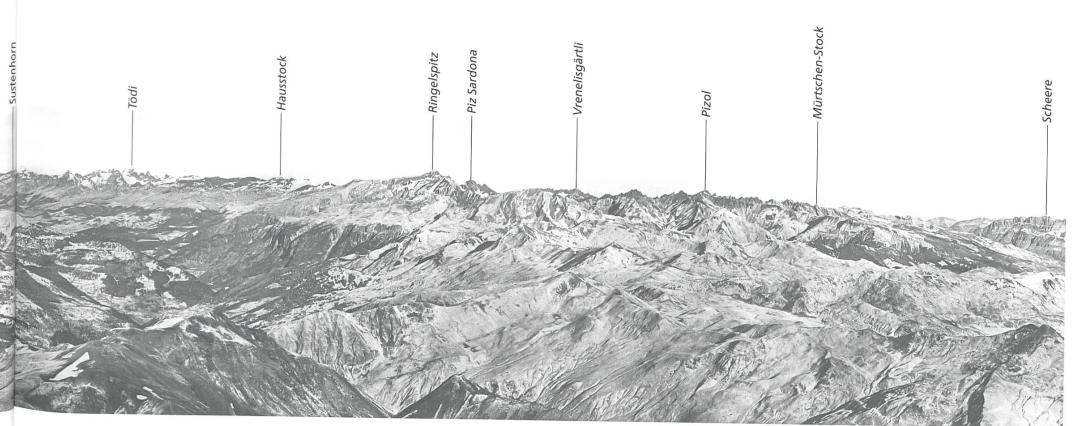 Sustenhorn
Tödi
Hausstock
Ringelspitz
Piz Sardona
Vrenelisgärtli
Pizol
Mürtschen-Stock
Scheere